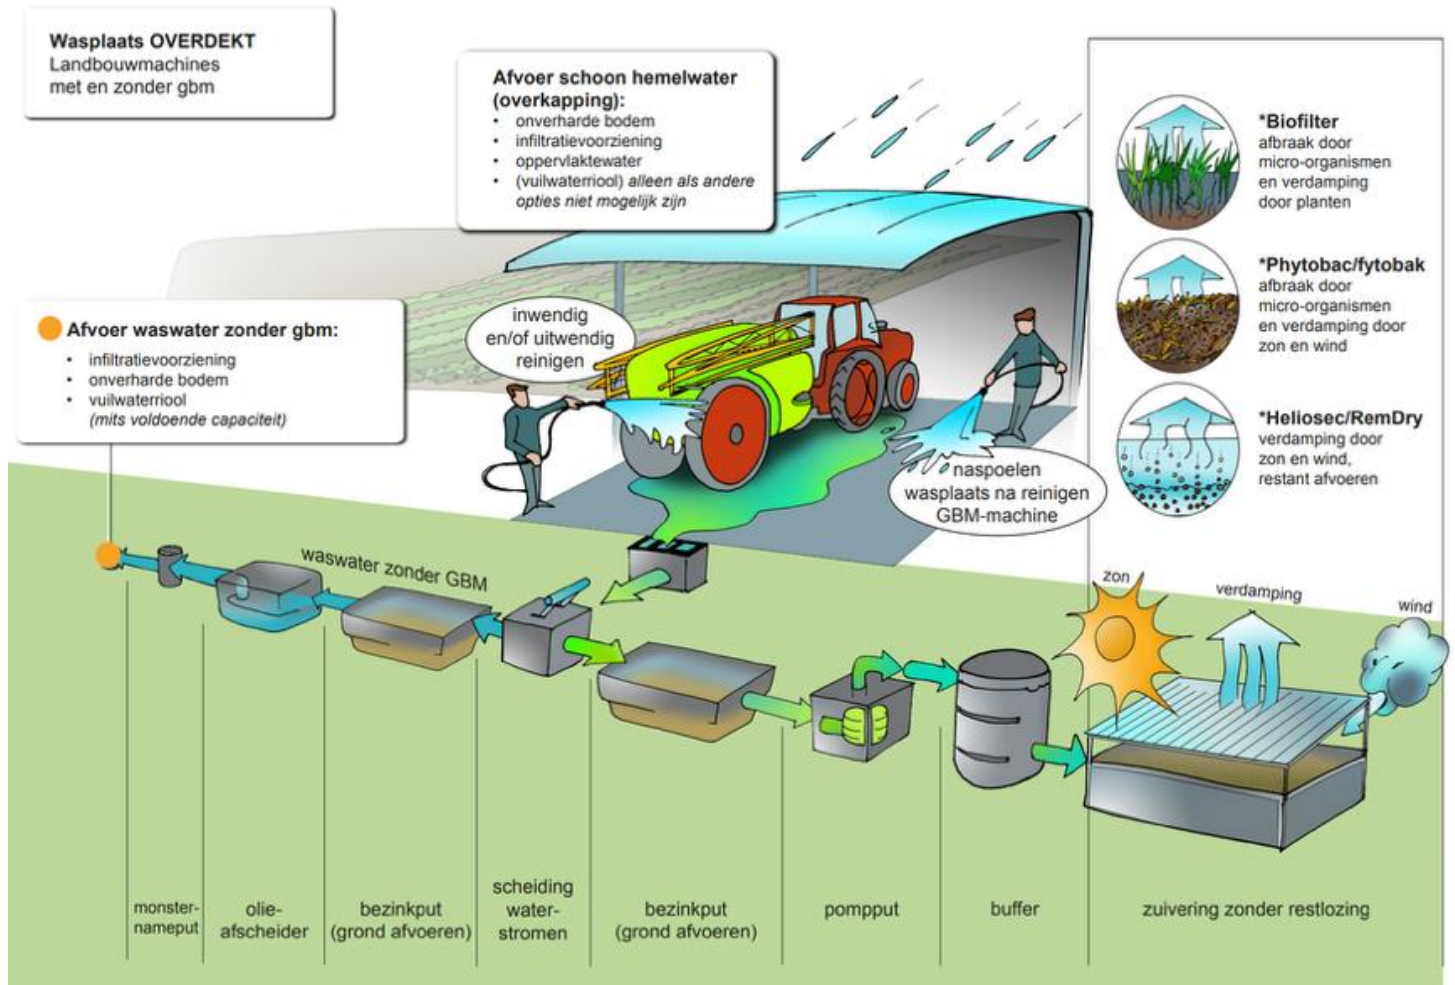 Wasplaats OVERDEKT
Landbouwmachines
met en zonder gbm
Afvoer schoon hemelwater
(overkapping):
• onverharde bodem
• infiltratievoorziening
• oppervlaktewater
• (vuilwaterriool) alleen als andere
opties niet mogelijk zijn
*Biofilter
afbraak door
micro-organismen
en verdamping
door planten
*Phytobac/fytobak
afbraak door
micro-organismen
en verdamping door
zon en wind
*Heliosec/RemDry
verdamping door
zon en wind,
restant afvoeren
Afvoer waswater zonder gbm:
• infiltratievoorziening
• onverharde bodem
• vuilwaterriool
(mits voldoende capaciteit)
inwendig
en/of uitwendig
reinigen
naspoelen
wasplaats na reinigen
GBM-machine
waswater zonder GBM
zon
verdamping
wind
monster-
nameput
olie-
afscheider
bezinkput
(grond afvoeren)
scheiding
water-
stromen
bezinkput
(grond afvoeren)
pompput
buffer
zuivering zonder restlozing